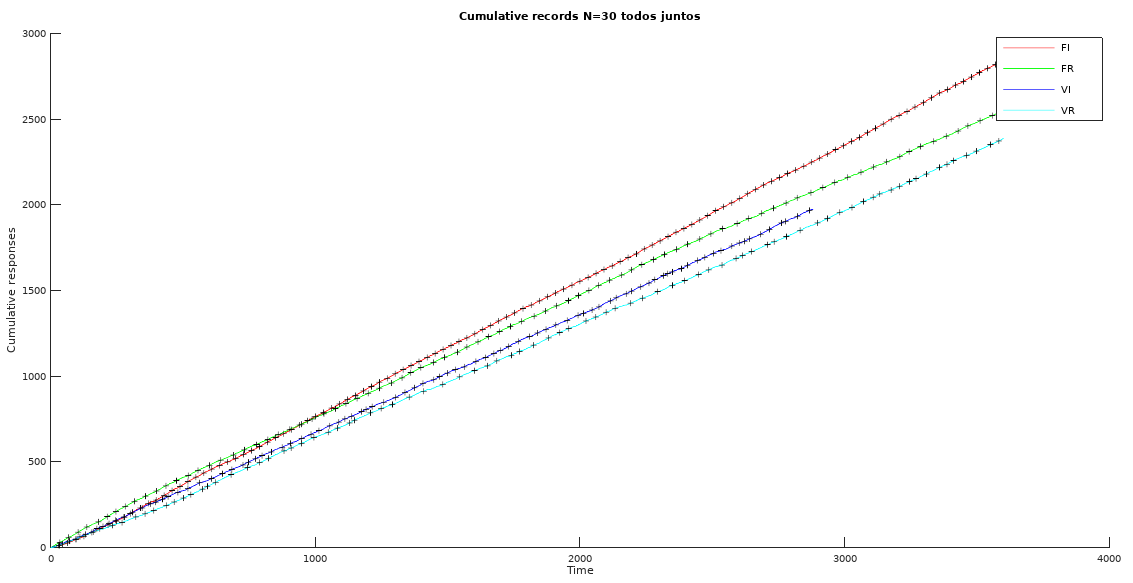 Cumulative records N=30 todos juntos
3000
2500
2000
1500
1000
500
0
Cumulative responses
0 1000 2000 3000 4000
Time
FI
FR
VI
VR